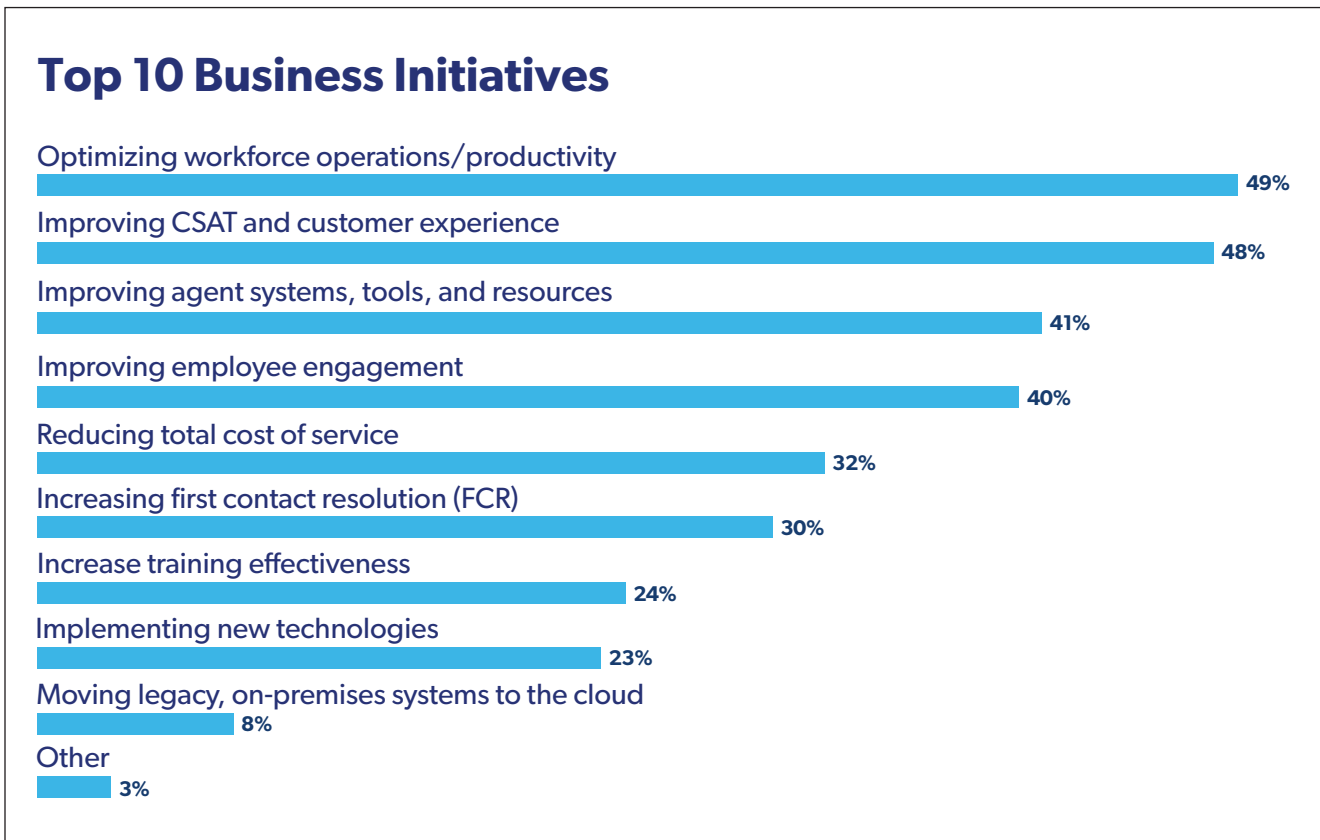 Top 10 Business Initiatives
Optimizing workforce operations/productivity
49%
Improving CSAT and customer experience
48%
Improving agent systems, tools, and resources
41%
Improving employee engagement
40%
Reducing total cost of service
32%
Increasing first contact resolution (FCR)
30%
Increase training effectiveness
24%
Implementing new technologies
23%
Moving legacy, on-premises systems to the cloud
8%
Other
3%